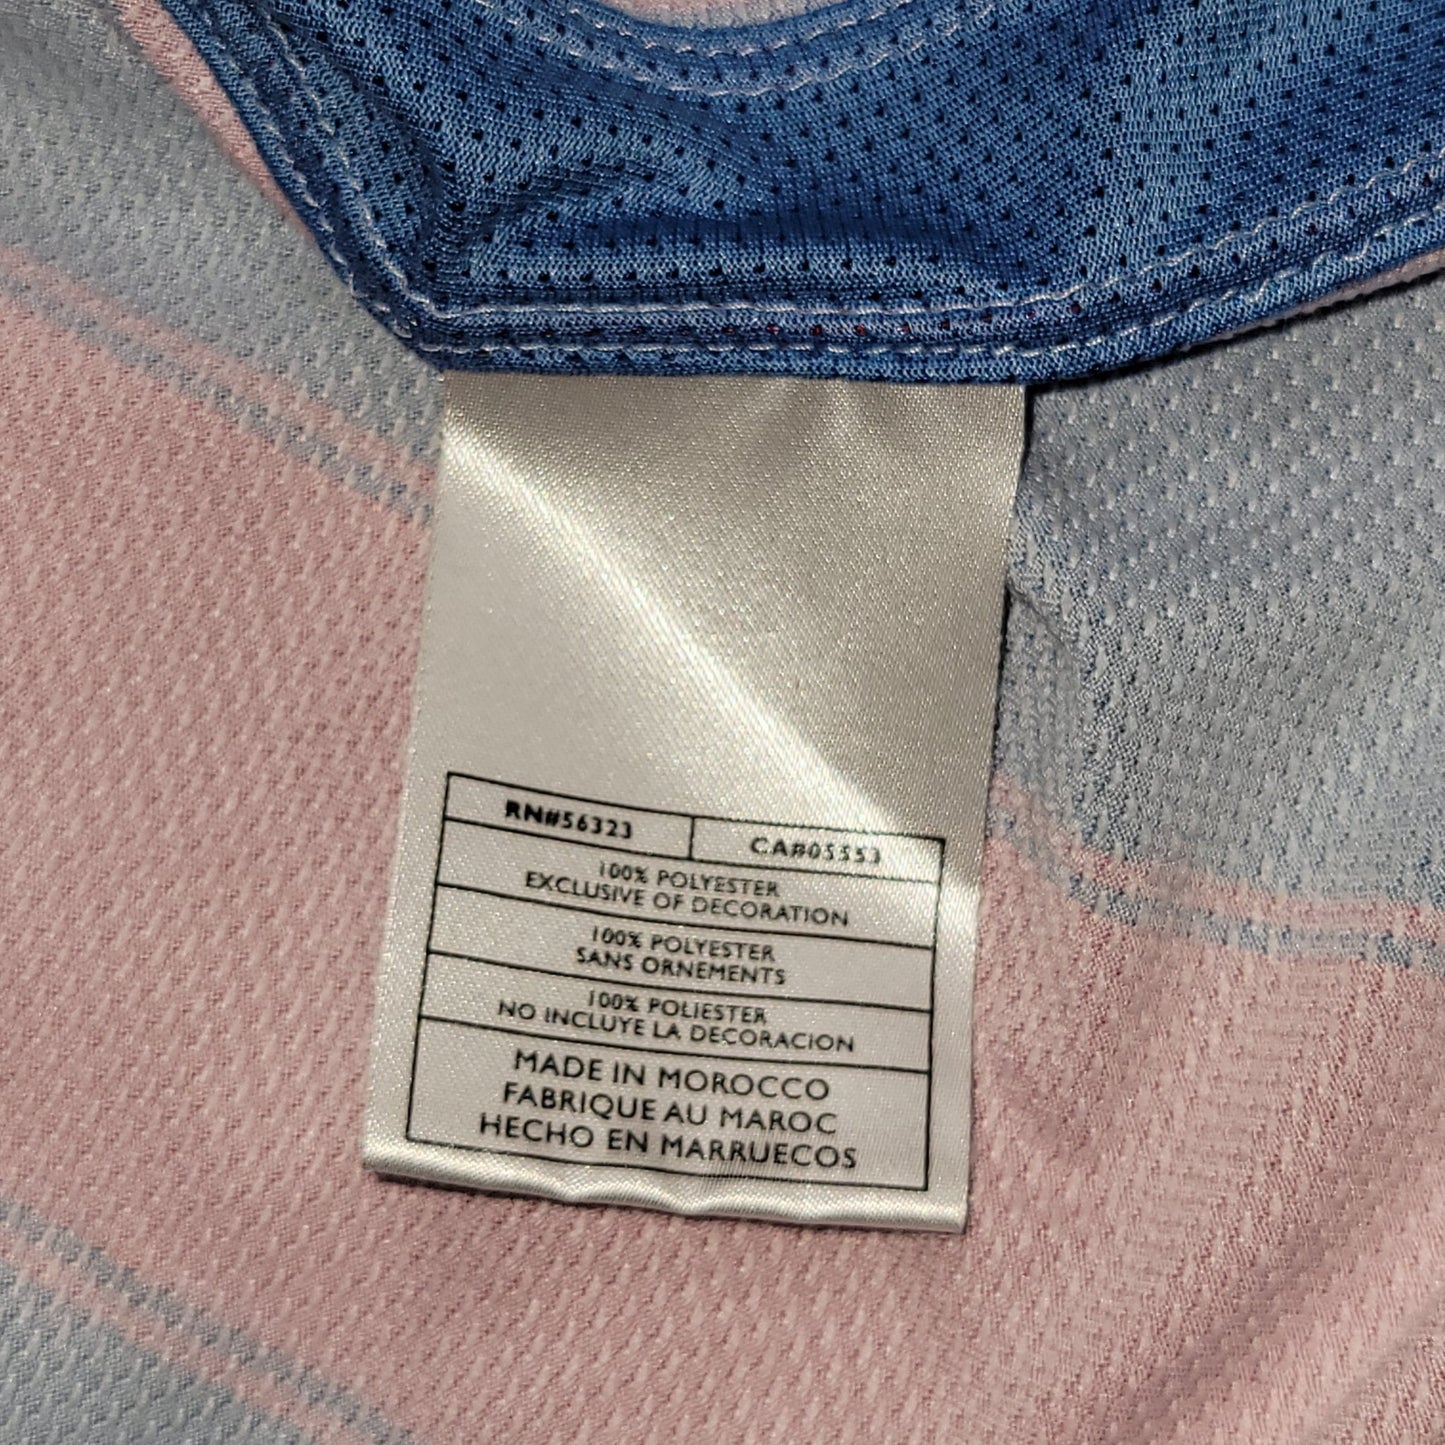 RN#56323 CA#05553
100% POLYESTER
EXCLUSIVE OF DECORATION
100% POLYESTER
SANS ORNEMENTS
100% POLIESTER
NO INCLUYE LA DECORACION
MADE IN MOROCCO
FABRIQUE AU MAROC
HECHO EN MARRUECOS